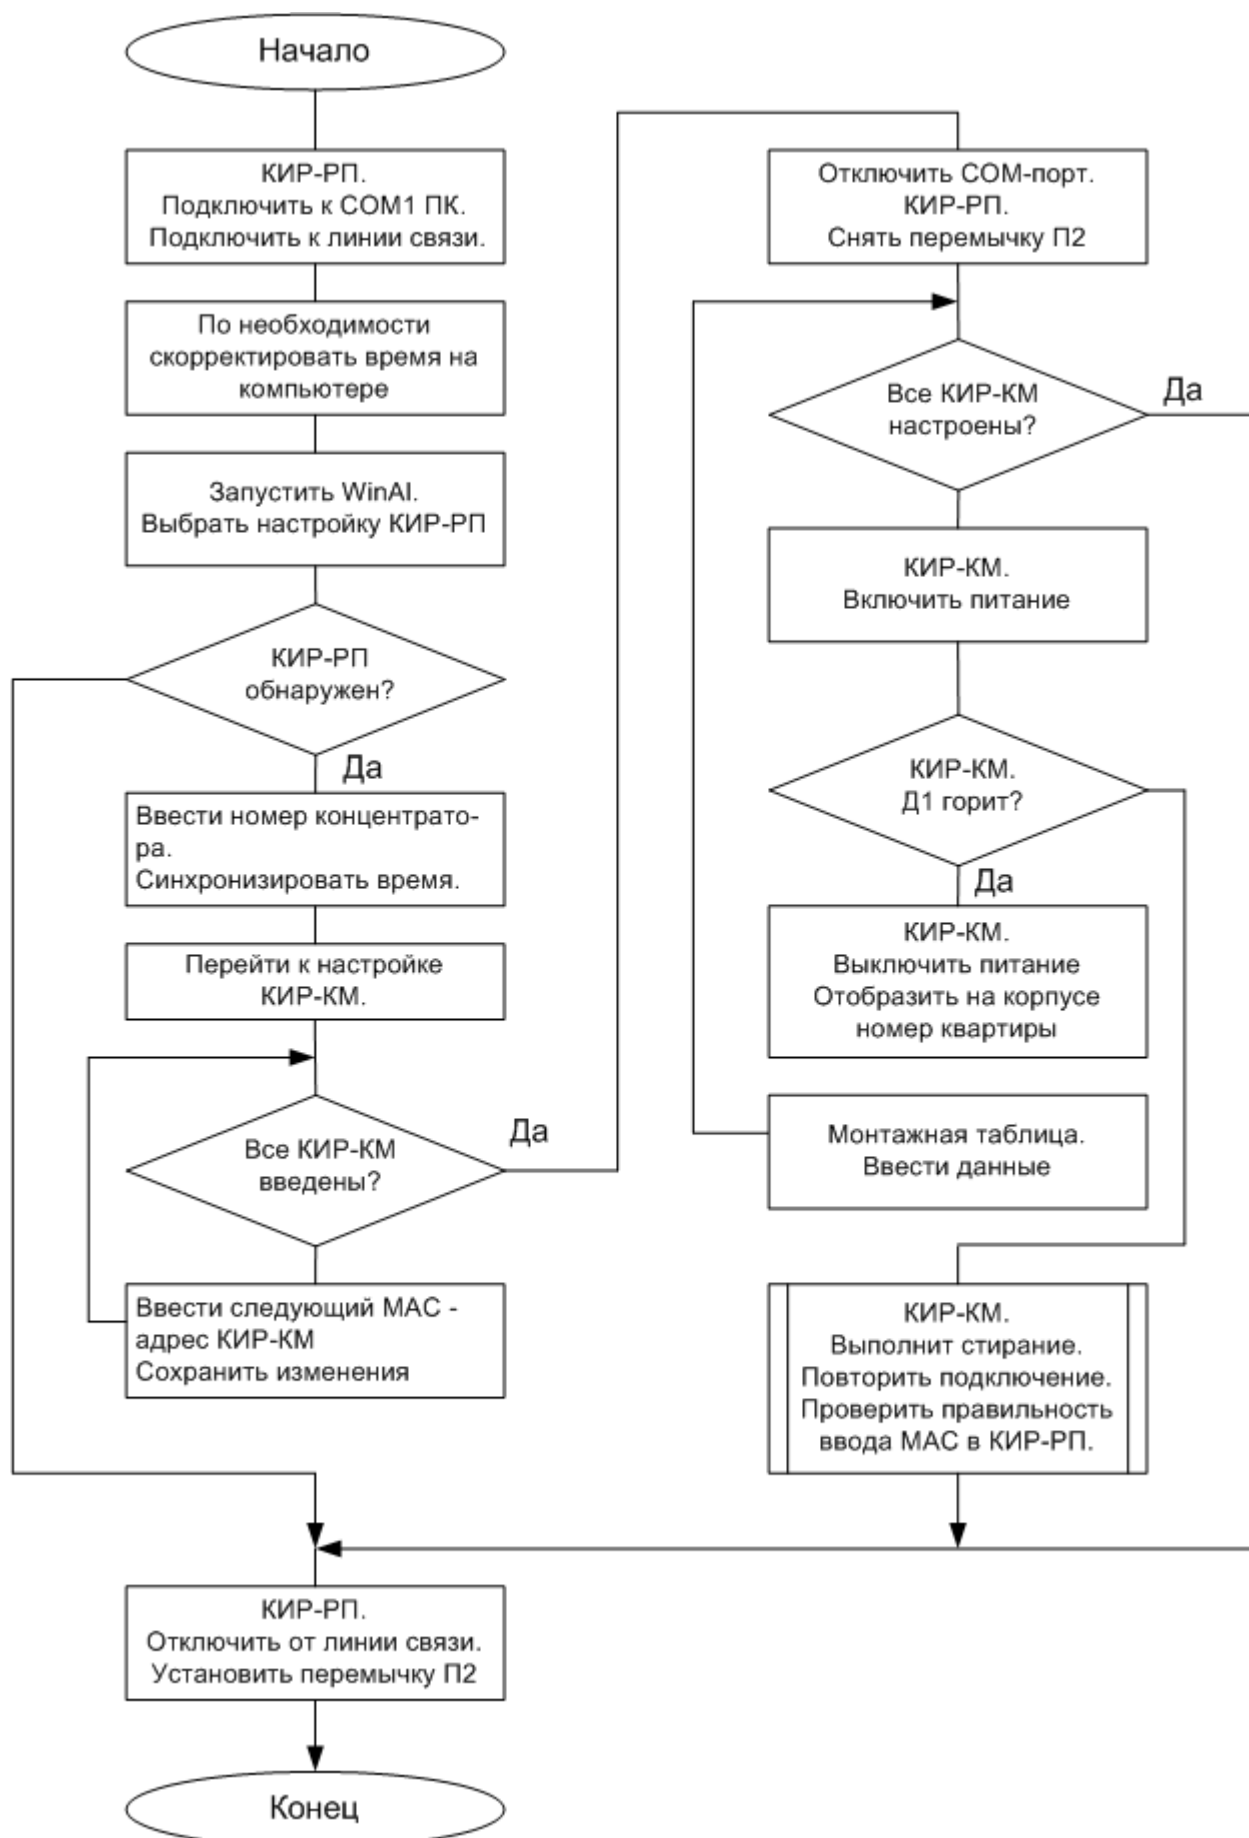 Начало
КИР-РП.
Подключить к COM1 ПК.
Подключить к линии связи.
По необходимости
скорректировать время на
компьютере
Запустить WinAI.
Выбрать настройку КИР-РП
КИР-РП
обнаружен?
Да
Ввести номер концентрато-
ра.
Синхронизировать время.
Перейти к настройке
КИР-КМ.
Все КИР-КМ
введены?
Да
Ввести следующий MAC -
адрес КИР-КМ
Сохранить изменения
Отключить COM-порт.
КИР-РП.
Снять перемычку П2
Все КИР-КМ
настроены?
Да
КИР-КМ.
Включить питание
КИР-КМ.
Д1 горит?
Да
КИР-КМ.
Выключить питание
Отобразить на корпусе
номер квартиры
Монтажная таблица.
Ввести данные
КИР-КМ.
Выполнит стирание.
Повторить подключение.
Проверить правильность
ввода MAC в КИР-РП.
КИР-РП.
Отключить от линии связи.
Установить перемычку П2
Конец